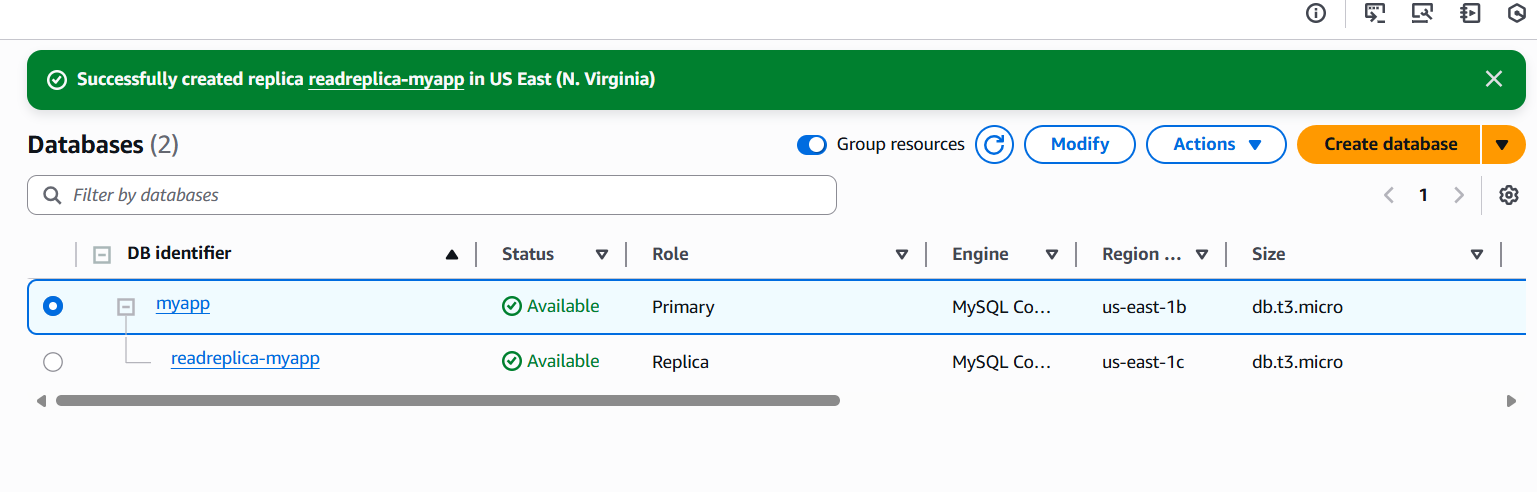 Successfully created replica readreplica-myapp in US East (N. Virginia)
Databases (2)
Group resources
Modify
Actions
Create database
Filter by databases
1
DB identifier Status Role Engine Region ... Size
myapp Available Primary MySQL Co... us-east-1b db.t3.micro
readreplica-myapp Available Replica MySQL Co... us-east-1c db.t3.micro